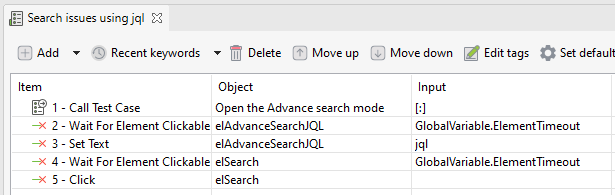 Search issues using jql
Add Recent keywords Delete Move up Move down Edit tags Set default
Item Object Input
1 - Call Test Case Open the Advance search mode [:]
2 - Wait For Element Clickable elAdvanceSearchJQL GlobalVariable.ElementTimeout
3 - Set Text elAdvanceSearchJQL jql
4 - Wait For Element Clickable elSearch GlobalVariable.ElementTimeout
5 - Click elSearch